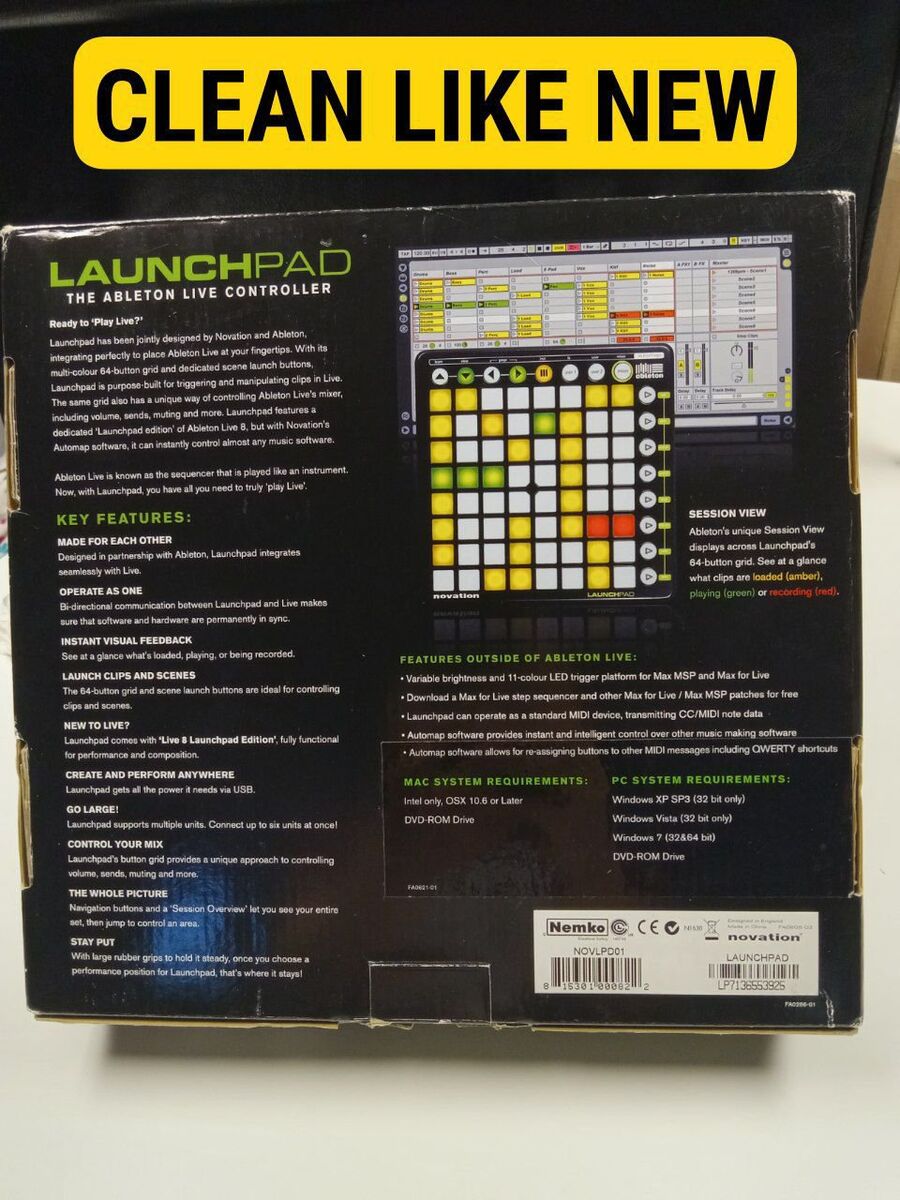 CLEAN LIKE NEW
LAUNCHPAD
THE ABLETON LIVE CONTROLLER
Ready to 'Play Live?'
Launchpad has been jointly designed by Novation and Ableton,
integrating perfectly to place Ableton Live at your fingertips. With its
multi-colour 64-button grid and dedicated scene launch buttons,
Launchpad is purpose-built for triggering and manipulating clips in Live.
The same grid also has a unique way of controlling Ableton Live's mixer,
including volume, sends, muting and more. Launchpad features a
dedicated 'Launchpad edition' of Ableton Live 8, but with Novation's
Automap software, it can instantly control almost any music software.
Ableton Live is known as the sequencer that is played like an instrument.
Now, with Launchpad, you have all you need to truly 'play Live'.
KEY FEATURES:
MADE FOR EACH OTHER
Designed in partnership with Ableton, Launchpad integrates
seamlessly with Live.
OPERATE AS ONE
Bi-directional communication between Launchpad and Live makes
sure that software and hardware are permanently in sync.
INSTANT VISUAL FEEDBACK
See at a glance what's loaded, playing, or being recorded.
LAUNCH CLIPS AND SCENES
The 64-button grid and scene launch buttons are ideal for controlling
clips and scenes.
NEW TO LIVE?
Launchpad comes with 'Live 8 Launchpad Edition', fully functional
for performance and composition.
CREATE AND PERFORM ANYWHERE
Launchpad gets all the power it needs via USB.
GO LARGE!
Launchpad supports multiple units. Connect up to six units at once!
CONTROL YOUR MIX
Launchpad's button grid provides a unique approach to controlling
volume, sends, muting and more.
THE WHOLE PICTURE
Navigation buttons and a 'Session Overview' let you see your entire
set, then jump to control an area.
STAY PUT
With large rubber grips to hold it steady, once you choose a
performance position for Launchpad, that's where it stays!
Drums Bass Perc Lead Vox Master
ableton
novation LAUNCHPAD
SESSION VIEW
Ableton's unique Session View
displays across Launchpad's
64-button grid. See at a glance
what clips are loaded (amber),
playing (green) or recording (red).
FEATURES OUTSIDE OF ABLETON LIVE:
• Variable brightness and 11-colour LED trigger platform for Max MSP and Max for Live
• Download a Max for Live step sequencer and other Max for Live / Max MSP patches for free
• Launchpad can operate as a standard MIDI device, transmitting CC/MIDI note data
• Automap software provides instant and intelligent control over other music making software
• Automap software allows for re-assigning buttons to other MIDI messages including QWERTY shortcuts
MAC SYSTEM REQUIREMENTS:
Intel only, OSX 10.6 or Later
DVD-ROM Drive
FA0621-01
PC SYSTEM REQUIREMENTS:
Windows XP SP3 (32 bit only)
Windows Vista (32 bit only)
Windows 7 (32&64 bit)
DVD-ROM Drive
Nemko CE N1630
Designed in England
Made in China
novation
NOVLPD01
8 15301 00082 2
LAUNCHPAD
LP7136553925
FA0286-01